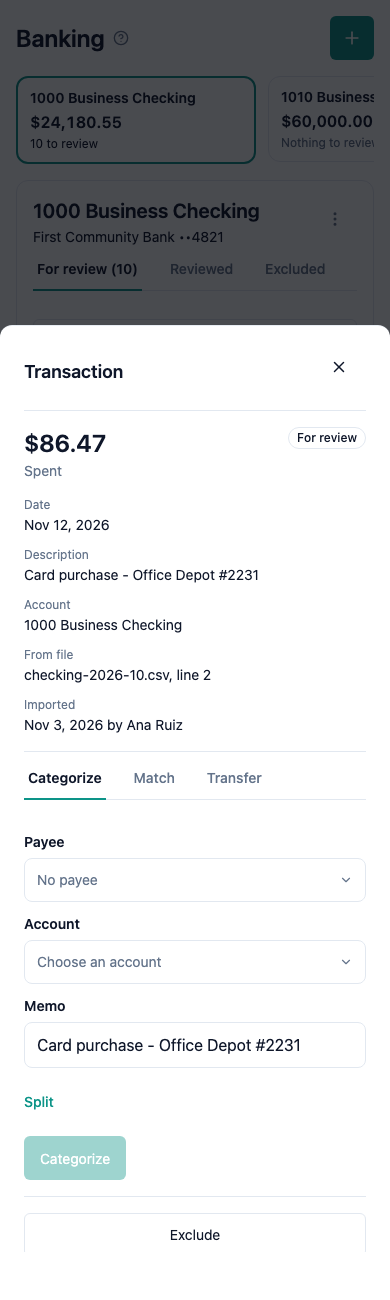 Banking
1000 Business Checking
$24,180.55
10 to review
1010 Business
$60,000.00
Nothing to review
1000 Business Checking
First Community Bank ••4821
For review (10)
Reviewed
Excluded
Transaction
$86.47
For review
Spent
Date
Nov 12, 2026
Description
Card purchase - Office Depot #2231
Account
1000 Business Checking
From file
checking-2026-10.csv, line 2
Imported
Nov 3, 2026 by Ana Ruiz
Categorize
Match
Transfer
Payee
No payee
Account
Choose an account
Memo
Card purchase - Office Depot #2231
Split
Categorize
Exclude